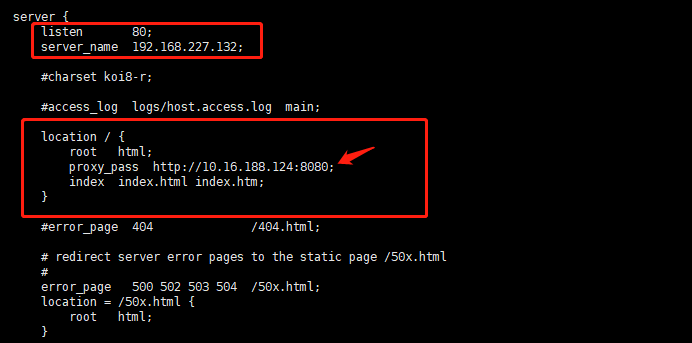 server {
    listen       80;
    server_name  192.168.227.132;
    #charset koi8-r;
    #access_log  logs/host.access.log  main;
    location / {
        root   html;
        proxy_pass  http://10.16.188.124:8080;
        index  index.html index.htm;
    }
    #error_page  404              /404.html;
    # redirect server error pages to the static page /50x.html
    #
    error_page   500 502 503 504  /50x.html;
    location = /50x.html {
        root   html;
    }